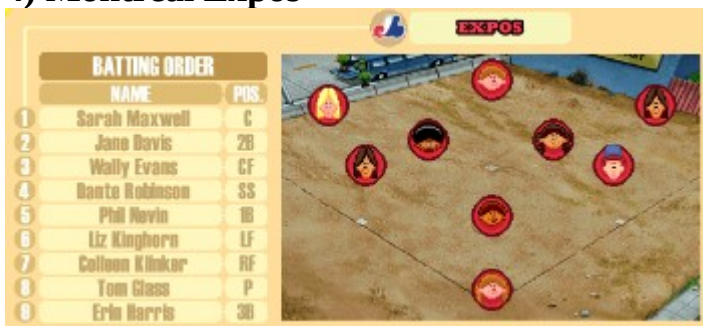 4) Montreal Expos
EXPOS
BATTING ORDER
NAME POS.
1 Sarah Maxwell C
2 Jane Davis 2B
3 Wally Evans CF
4 Dante Robinson SS
5 Phil Nevin 1B
6 Liz Kinghorn LF
7 Colleen Klinker RF
8 Tom Glass P
9 Erin Harris 3B